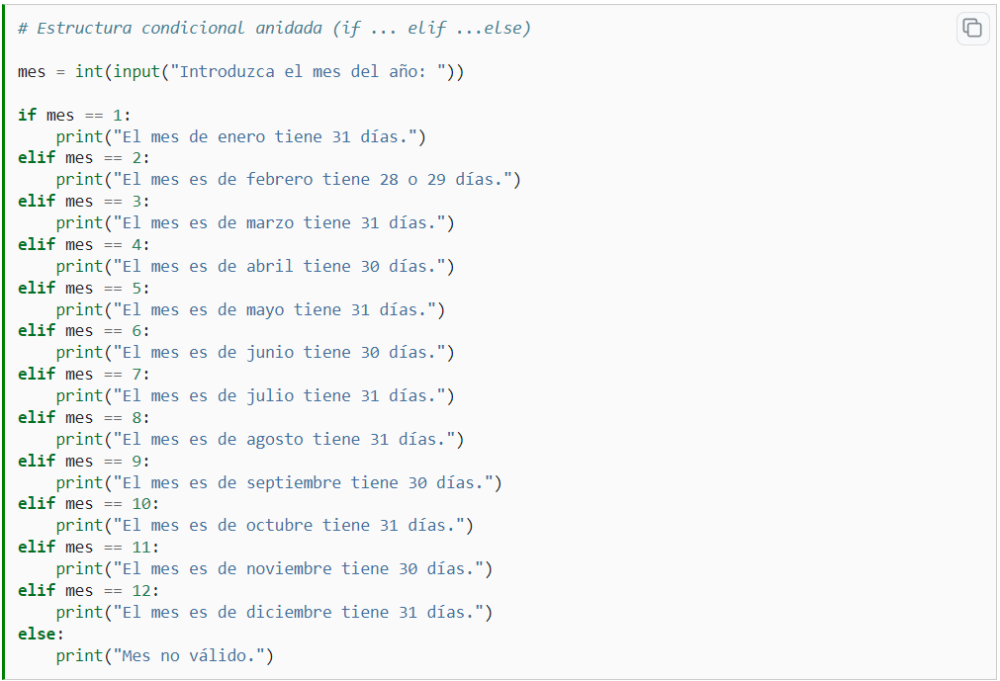 # Estructura condicional anidada (if ... elif ...else)
mes = int(input("Introduzca el mes del año: "))
if mes == 1:
    print("El mes de enero tiene 31 días.")
elif mes == 2:
    print("El mes es de febrero tiene 28 o 29 días.")
elif mes == 3:
    print("El mes es de marzo tiene 31 días.")
elif mes == 4:
    print("El mes es de abril tiene 30 días.")
elif mes == 5:
    print("El mes es de mayo tiene 31 días.")
elif mes == 6:
    print("El mes es de junio tiene 30 días.")
elif mes == 7:
    print("El mes es de julio tiene 31 días.")
elif mes == 8:
    print("El mes es de agosto tiene 31 días.")
elif mes == 9:
    print("El mes es de septiembre tiene 30 días.")
elif mes == 10:
    print("El mes es de octubre tiene 31 días.")
elif mes == 11:
    print("El mes es de noviembre tiene 30 días.")
elif mes == 12:
    print("El mes es de diciembre tiene 31 días.")
else:
    print("Mes no válido.")